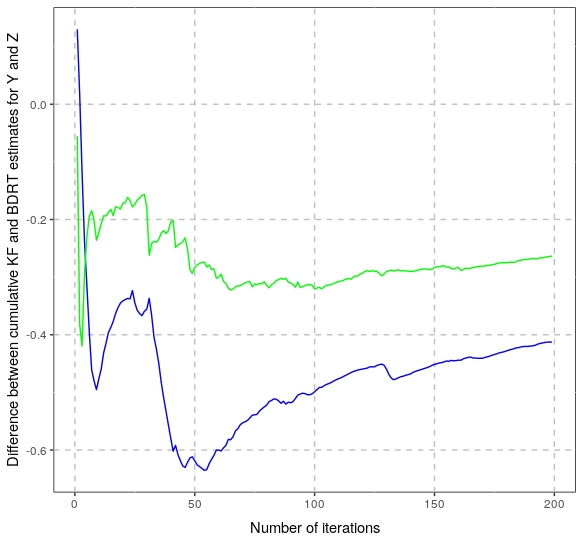 Difference between cumulative KF and BDRT estimates for Y and Z
0.0
-0.2
-0.4
-0.6
0 50 100 150 200
Number of iterations